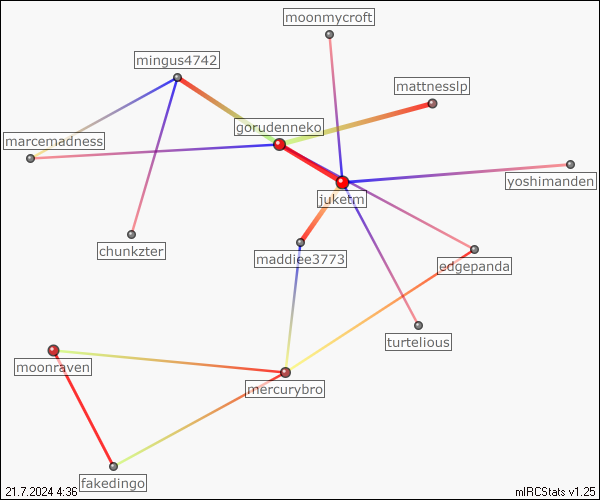 moonmycroft
mingus4742
mattnesslp
gorudenneko
marcemadness
yoshimanden
juketm
chunkzter
maddiee3773
edgepanda
turtelious
moonraven
mercurybro
fakedingo
21.7.2024 4:36
mIRCStats v1.25